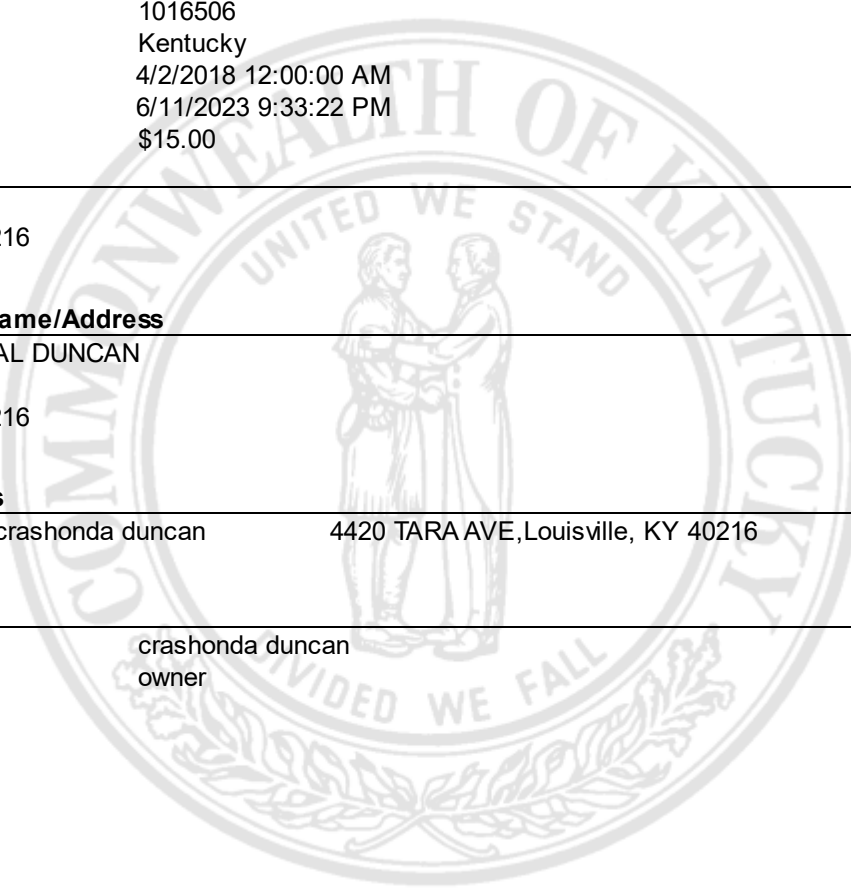 1016506
Kentucky
4/2/2018 12:00:00 AM
6/11/2023 9:33:22 PM
$15.00
216
ame/Address
AL DUNCAN
216
s
crashonda duncan 4420 TARA AVE,Louisville, KY 40216
crashonda duncan
owner
COMMONWEALTH OF KENTUCKY
UNITED WE STAND
DIVIDED WE FALL